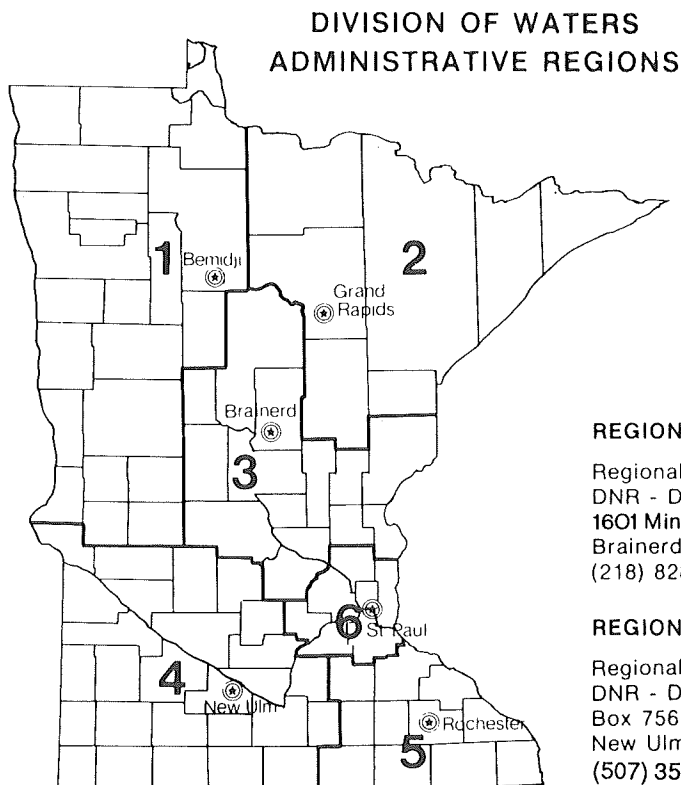 DIVISION OF WATERS
ADMINISTRATIVE REGIONS
1
Bemidji
2
Grand
Rapids
Brainerd
3
REGION
Regional
DNR - D
1601 Min
Brainerd
(218) 82
6
St Paul
REGION
Regional
DNR - D
Box 756
New Ulm
(507) 35
4
New Ulm
Rochester
5